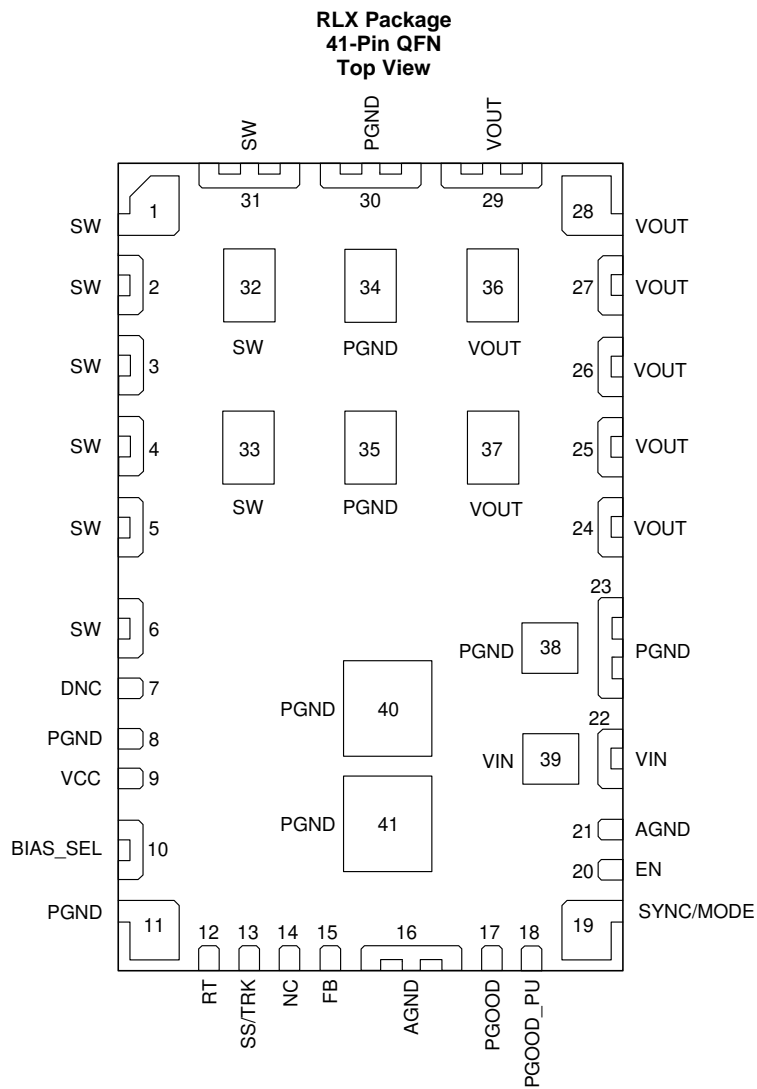 RLX Package
41-Pin QFN
Top View
SW
PGND
VOUT
31
30
29
1
SW
28
VOUT
SW
2
32
SW
34
PGND
36
VOUT
27
VOUT
SW
3
26
VOUT
SW
4
33
SW
35
PGND
37
VOUT
25
VOUT
SW
5
24
VOUT
SW
6
23
PGND
PGND
38
DNC
7
PGND
40
PGND
8
22
VIN
VIN
39
VCC
9
PGND
41
21
AGND
BIAS_SEL
10
20
EN
PGND
11
19
SYNC/MODE
12
13
14
15
16
17
18
RT
SS/TRK
NC
FB
AGND
PGOOD
PGOOD_PU